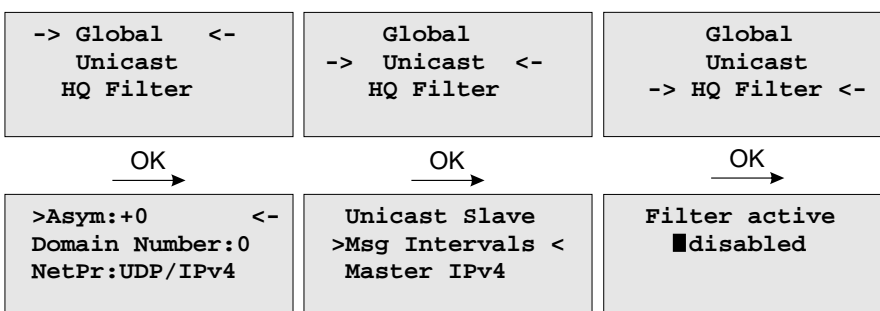 -> Global <-
Unicast
HQ Filter
Global
-> Unicast <-
HQ Filter
Global
Unicast
-> HQ Filter <-
OK
OK
OK
>Asym:+0 <-
Domain Number:0
NetPr:UDP/IPv4
Unicast Slave
>Msg Intervals <
Master IPv4
Filter active
█disabled